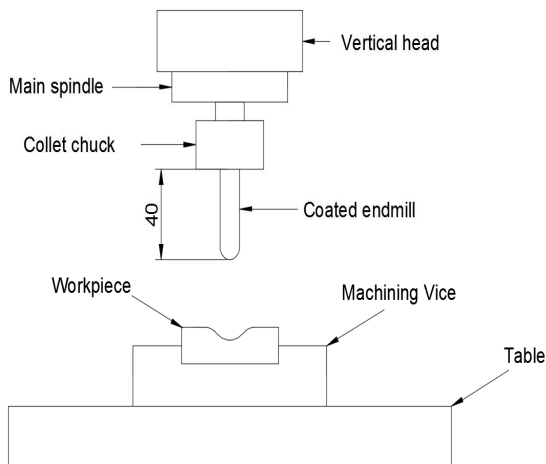 Vertical head
Main spindle
Collet chuck
40
Coated endmill
Workpiece
Machining Vice
Table